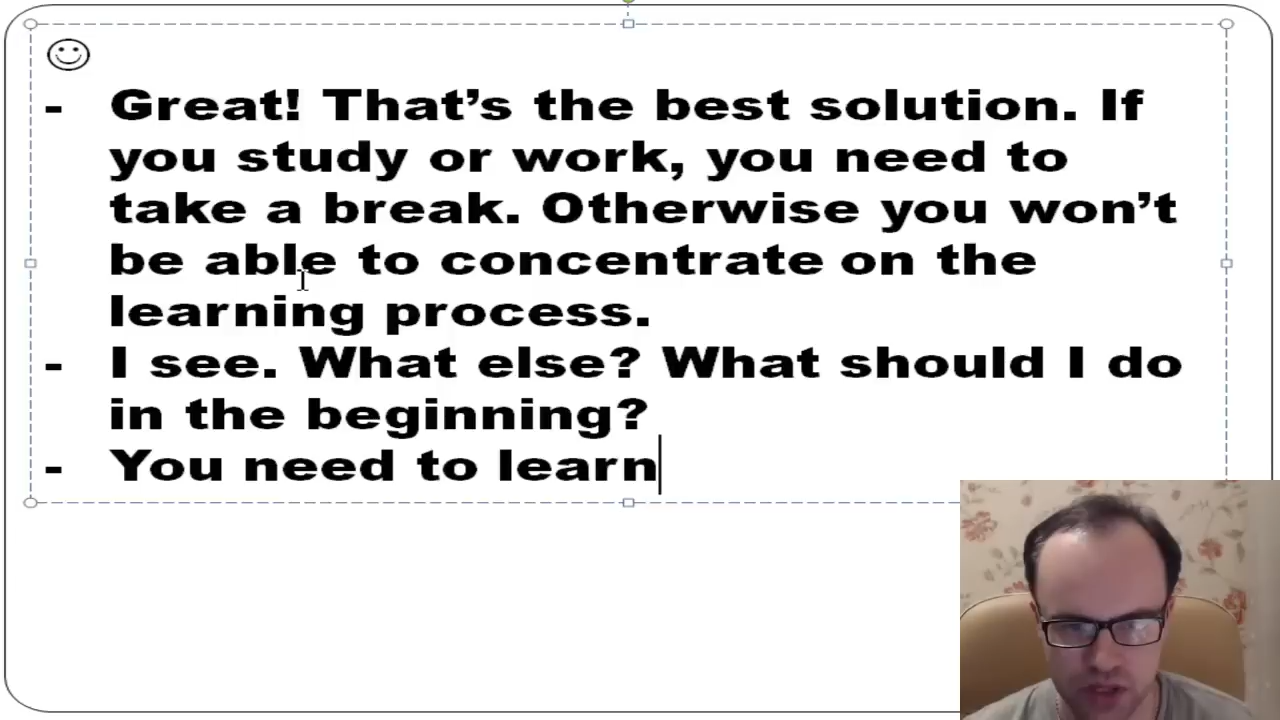 - Great! That’s the best solution. If
you study or work, you need to
take a break. Otherwise you won’t
be able to concentrate on the
learning process.
- I see. What else? What should I do
in the beginning?
- You need to learn